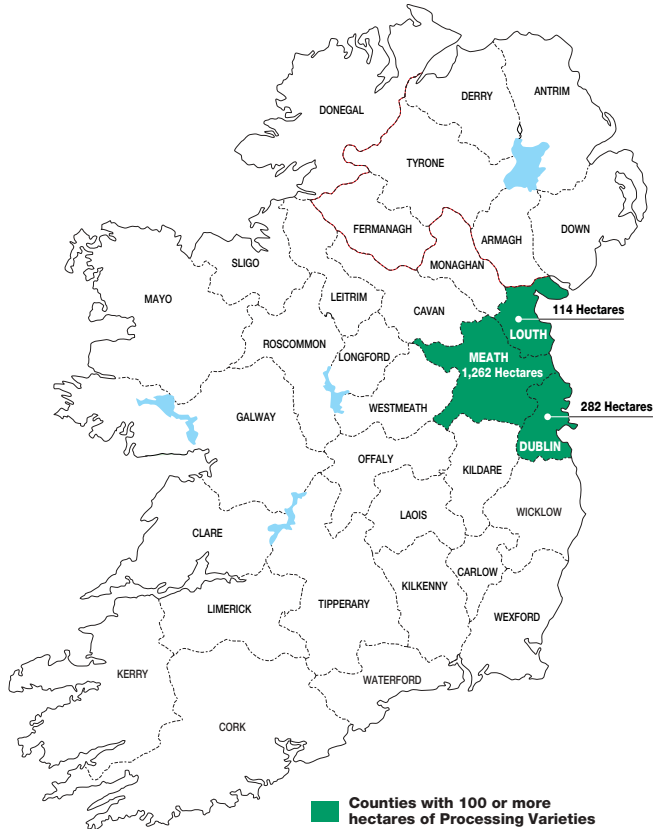 DERRY
ANTRIM
DONEGAL
TYRONE
FERMANAGH
ARMAGH
DOWN
SLIGO
MONAGHAN
MAYO
LEITRIM
CAVAN
114 Hectares
LOUTH
ROSCOMMON
LONGFORD
MEATH
1,262 Hectares
GALWAY
WESTMEATH
282 Hectares
DUBLIN
OFFALY
KILDARE
LAOIS
WICKLOW
CLARE
CARLOW
KILKENNY
LIMERICK
TIPPERARY
WEXFORD
KERRY
WATERFORD
CORK
Counties with 100 or more
hectares of Processing Varieties